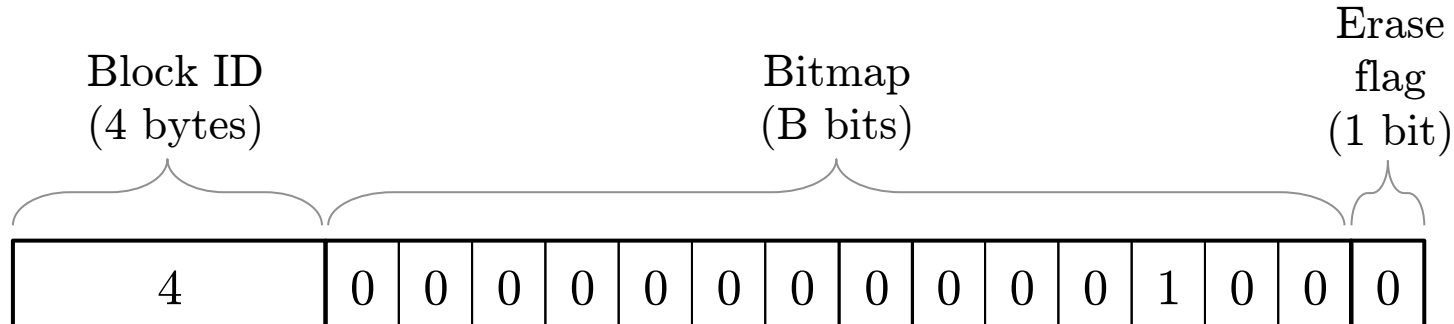 Block ID
(4 bytes)
Bitmap
(B bits)
Erase
flag
(1 bit)
4 0 0 0 0 0 0 0 0 0 0 0 1 0 0 0